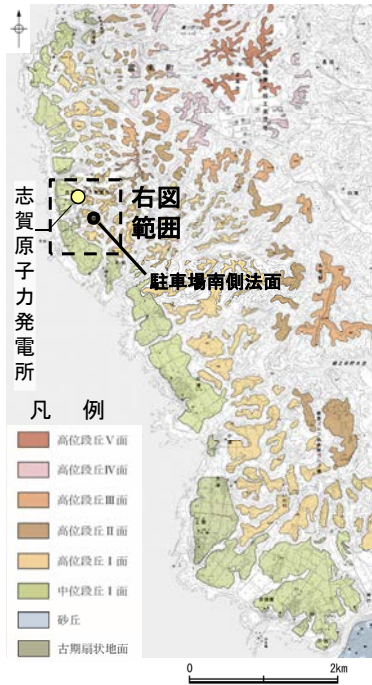 志賀原子力発電所
右図
範囲
駐車場南側法面
凡 例
高位段丘Ⅴ面
高位段丘Ⅳ面
高位段丘Ⅲ面
高位段丘Ⅱ面
高位段丘Ⅰ面
中位段丘Ⅰ面
砂丘
古期扇状地面
0 2km